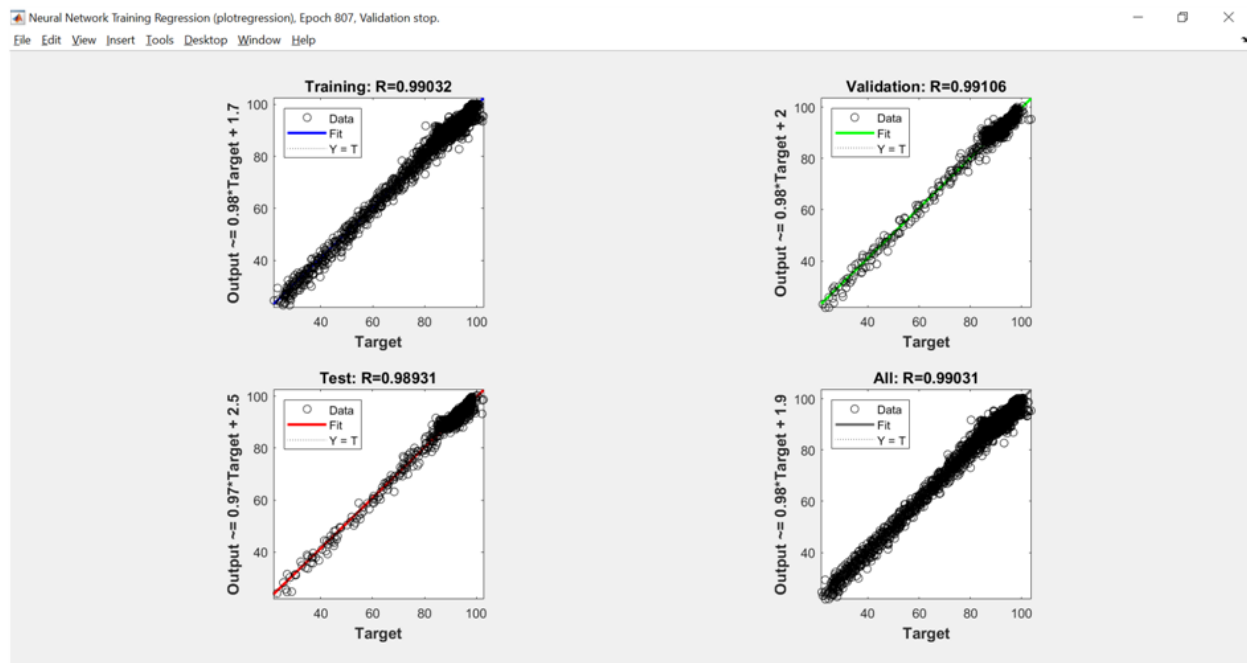 Neural Network Training Regression (plotregression), Epoch 807, Validation stop.
File Edit View Insert Tools Desktop Window Help
Training: R=0.99032
Output ~= 0.98*Target + 1.7
Data
Fit
Y = T
100
80
60
40
40 60 80 100
Target
Validation: R=0.99106
Output ~= 0.98*Target + 2
Data
Fit
Y = T
100
80
60
40
40 60 80 100
Target
Test: R=0.98931
Output ~= 0.97*Target + 2.5
Data
Fit
Y = T
100
80
60
40
40 60 80 100
Target
All: R=0.99031
Output ~= 0.98*Target + 1.9
Data
Fit
Y = T
100
80
60
40
40 60 80 100
Target